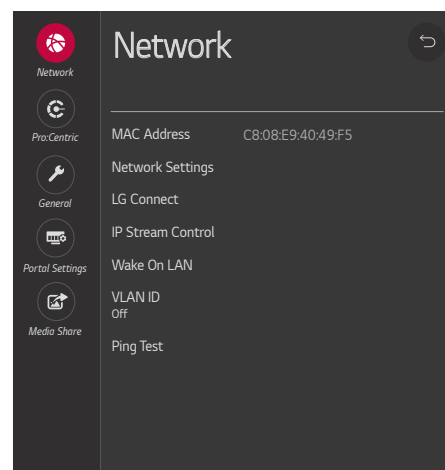 Network
Network
Pro:Centric
General
Portal Settings
Media Share
MAC Address C8:08:E9:40:49:F5
Network Settings
LG Connect
IP Stream Control
Wake On LAN
VLAN ID
Off
Ping Test